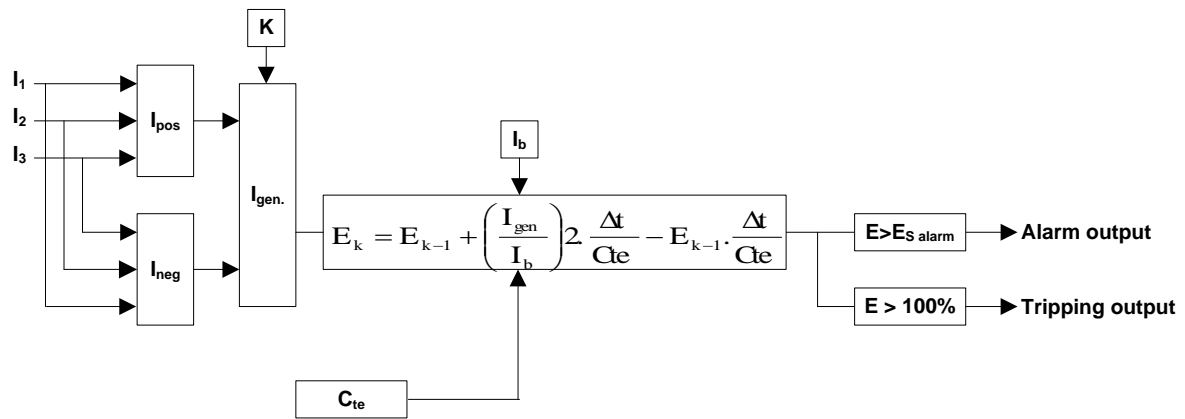 K
I1
I2
I3
Ipos
Ineg
Igen.
Ib
Ek = Ek-1 + (Igen/Ib)2. Δt/Cte − Ek-1. Δt/Cte
Cte
E>ES alarm
Alarm output
E > 100%
Tripping output